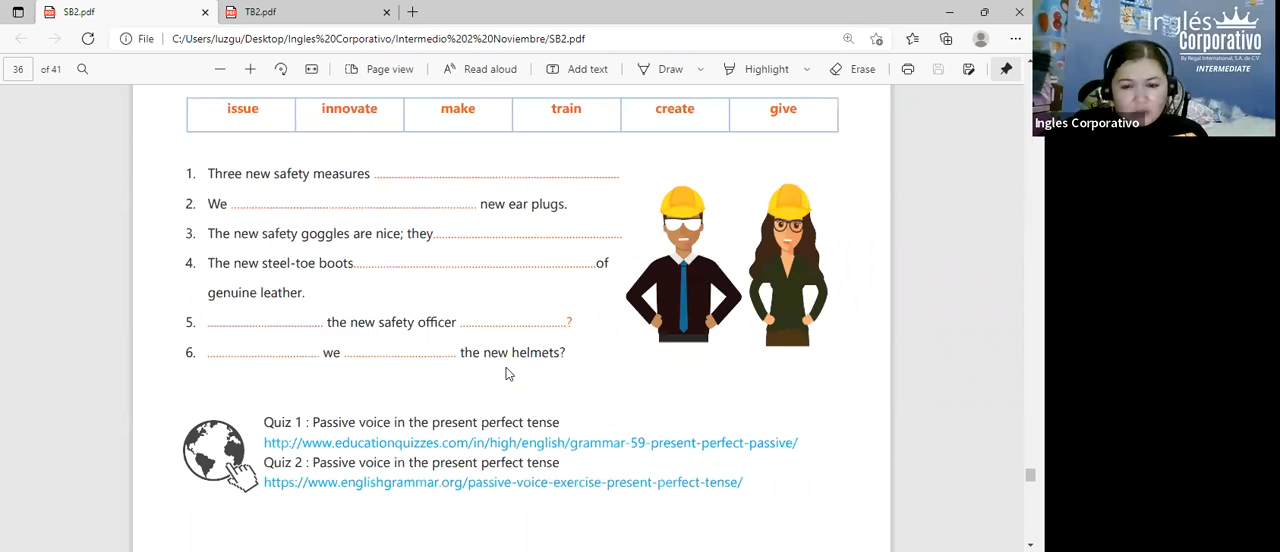 SB2.pdf
TB2.pdf
File
C:/Users/luzgu/Desktop/Ingles%20Corporativo/Intermedio%20E%20Noviembre/SB2.pdf
36 of 41
Page view
Read aloud
Add text
Draw
Highlight
Erase
Inglés
Corporativo
By Regal International, S.A. de C.V.
INTERMEDIATE
Ingles Corporativo
issue innovate make train create give
1. Three new safety measures ........................
2. We ........................ new ear plugs.
3. The new safety goggles are nice; they........................
4. The new steel-toe boots........................of
genuine leather.
5. ........................ the new safety officer ........................?
6. ........................ we ........................ the new helmets?
Quiz 1 : Passive voice in the present perfect tense
http://www.educationquizzes.com/in/high/english/grammar-59-present-perfect-passive/
Quiz 2 : Passive voice in the present perfect tense
https://www.englishgrammar.org/passive-voice-exercise-present-perfect-tense/